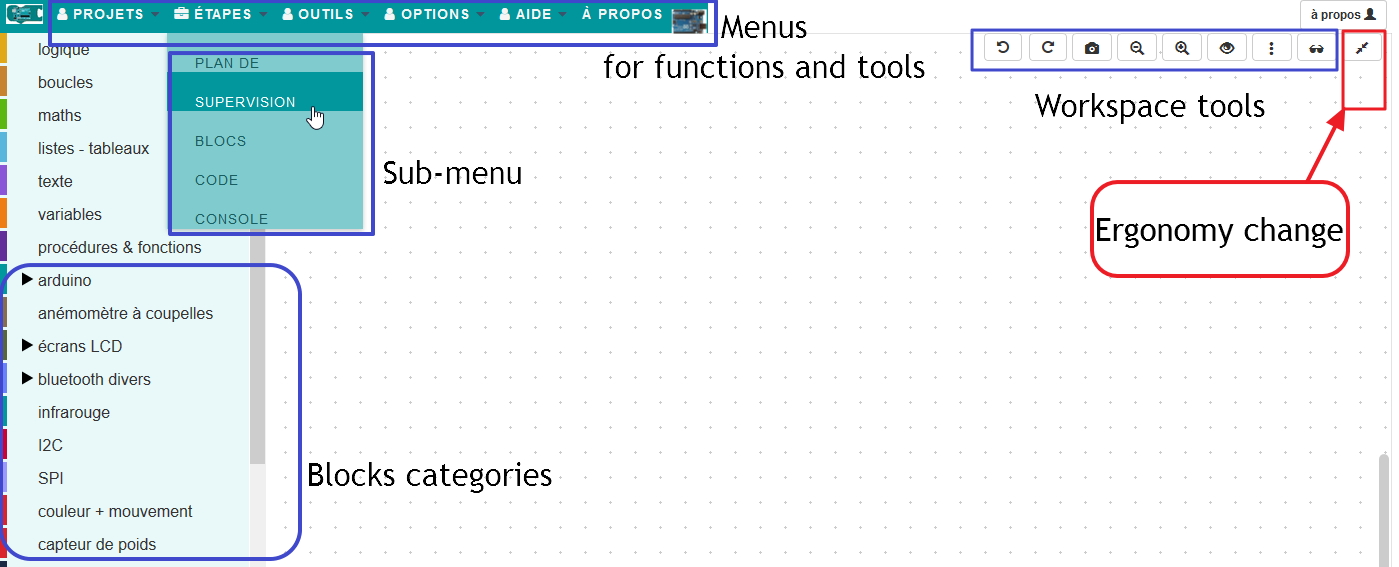 PROJETS ÉTAPES OUTILS OPTIONS AIDE À PROPOS
à propos
Menus
for functions and tools
Workspace tools
Ergonomy change
PLAN DE
SUPERVISION
BLOCS
CODE
CONSOLE
Sub-menu
logique
boucles
maths
listes - tableaux
texte
variables
procédures & fonctions
arduino
anémomètre à coupelles
écrans LCD
bluetooth divers
infrarouge
I2C
SPI
couleur + mouvement
capteur de poids
Blocks categories